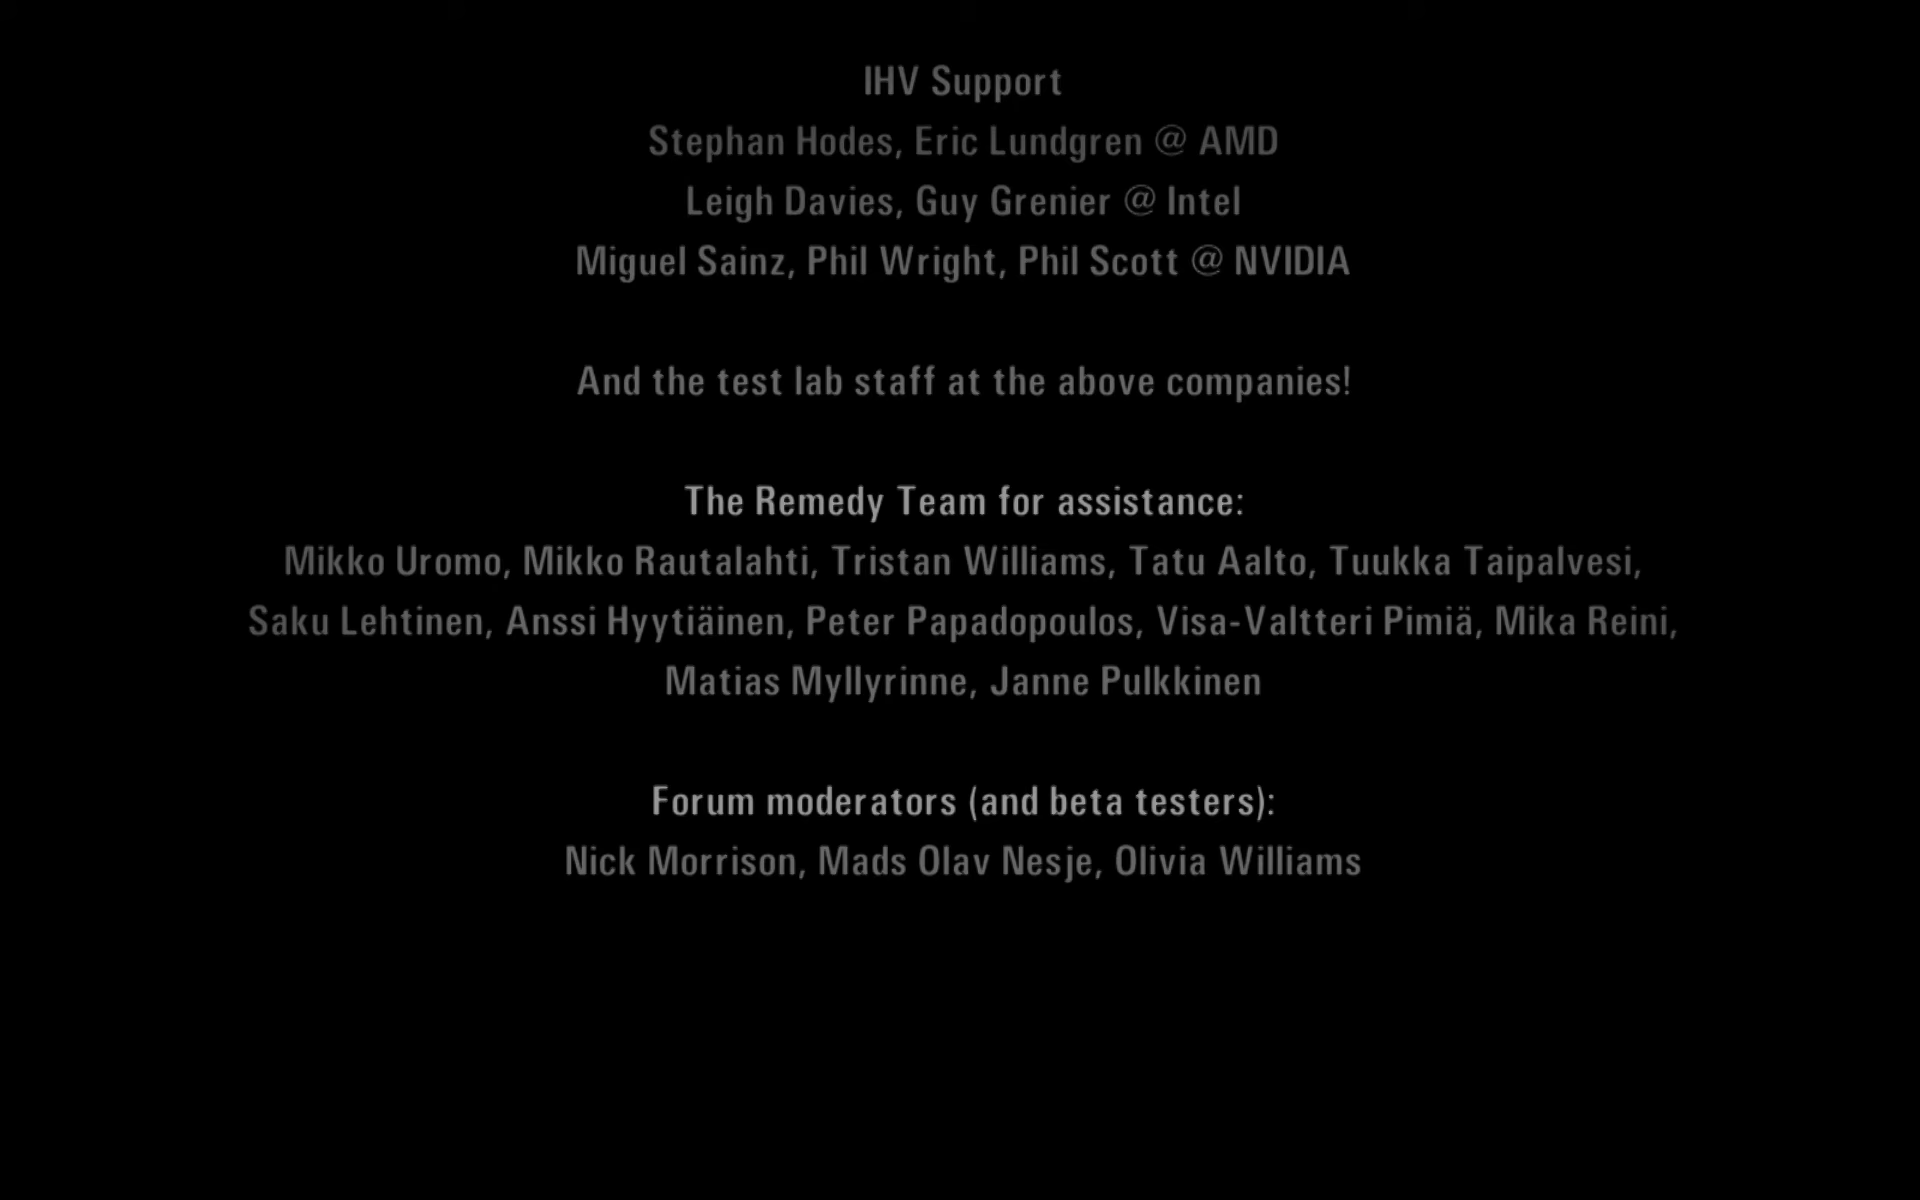 IHV Support
Stephan Hodes, Eric Lundgren @ AMD
Leigh Davies, Guy Grenier @ Intel
Miguel Sainz, Phil Wright, Phil Scott @ NVIDIA
And the test lab staff at the above companies!
The Remedy Team for assistance:
Mikko Uromo, Mikko Rautalahti, Tristan Williams, Tatu Aalto, Tuukka Taipalvesi,
Saku Lehtinen, Anssi Hyytiäinen, Peter Papadopoulos, Visa-Valtteri Pimiä, Mika Reini,
Matias Myllyrinne, Janne Pulkkinen
Forum moderators (and beta testers):
Nick Morrison, Mads Olav Nesje, Olivia Williams